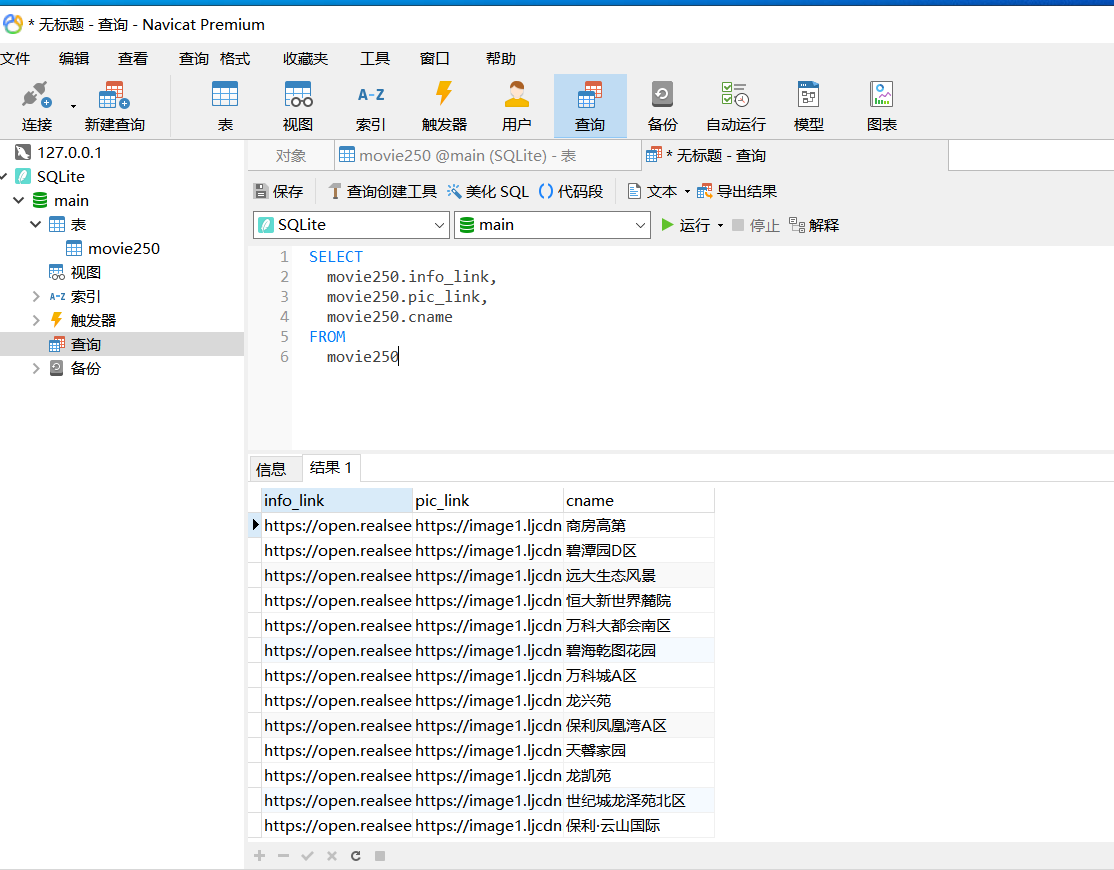 * 无标题 - 查询 - Navicat Premium
文件 编辑 查看 查询 格式 收藏夹 工具 窗口 帮助
连接 新建查询 表 视图 A-Z 索引 触发器 用户 查询 备份 自动运行 模型 图表
127.0.0.1
SQLite
main
表
movie250
视图
A-Z 索引
触发器
查询
备份
对象 movie250 @main (SQLite) - 表 * 无标题 - 查询
保存 查询创建工具 美化 SQL () 代码段 文本 导出结果
SQLite main 运行 停止 解释
1 SELECT
2 movie250.info_link,
3 movie250.pic_link,
4 movie250.cname
5 FROM
6 movie250
信息 结果 1
info_link pic_link cname
https://open.realsee https://image1.ljcdn 商房高第
https://open.realsee https://image1.ljcdn 碧潭园D区
https://open.realsee https://image1.ljcdn 远大生态风景
https://open.realsee https://image1.ljcdn 恒大新世界麓院
https://open.realsee https://image1.ljcdn 万科大都会南区
https://open.realsee https://image1.ljcdn 碧海乾图花园
https://open.realsee https://image1.ljcdn 万科城A区
https://open.realsee https://image1.ljcdn 龙兴苑
https://open.realsee https://image1.ljcdn 保利凤凰湾A区
https://open.realsee https://image1.ljcdn 天馨家园
https://open.realsee https://image1.ljcdn 龙凯苑
https://open.realsee https://image1.ljcdn 世纪城龙泽苑北区
https://open.realsee https://image1.ljcdn 保利·云山国际